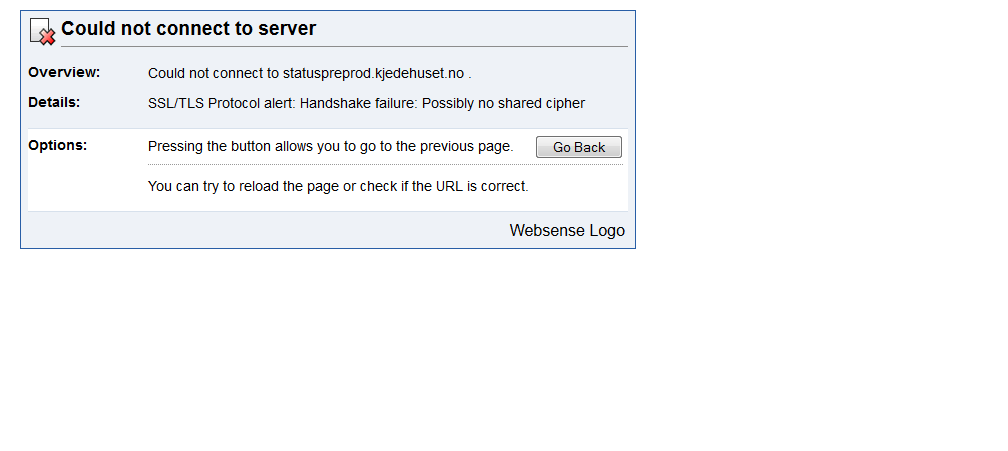 Could not connect to server
Overview: Could not connect to statuspreprod.kjedehuset.no .
Details: SSL/TLS Protocol alert: Handshake failure: Possibly no shared cipher
Options: Pressing the button allows you to go to the previous page. Go Back
You can try to reload the page or check if the URL is correct.
Websense Logo